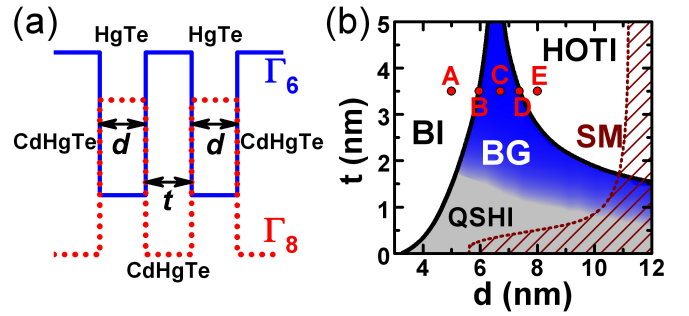 (a)
HgTe
HgTe
Γ6
CdHgTe
d
d
CdHgTe
t
Γ8
CdHgTe
(b)
t (nm)
5
4
3
2
1
0
HOTI
A
C
E
B
D
BI
BG
SM
QSHI
4
6
8
10
12
d (nm)